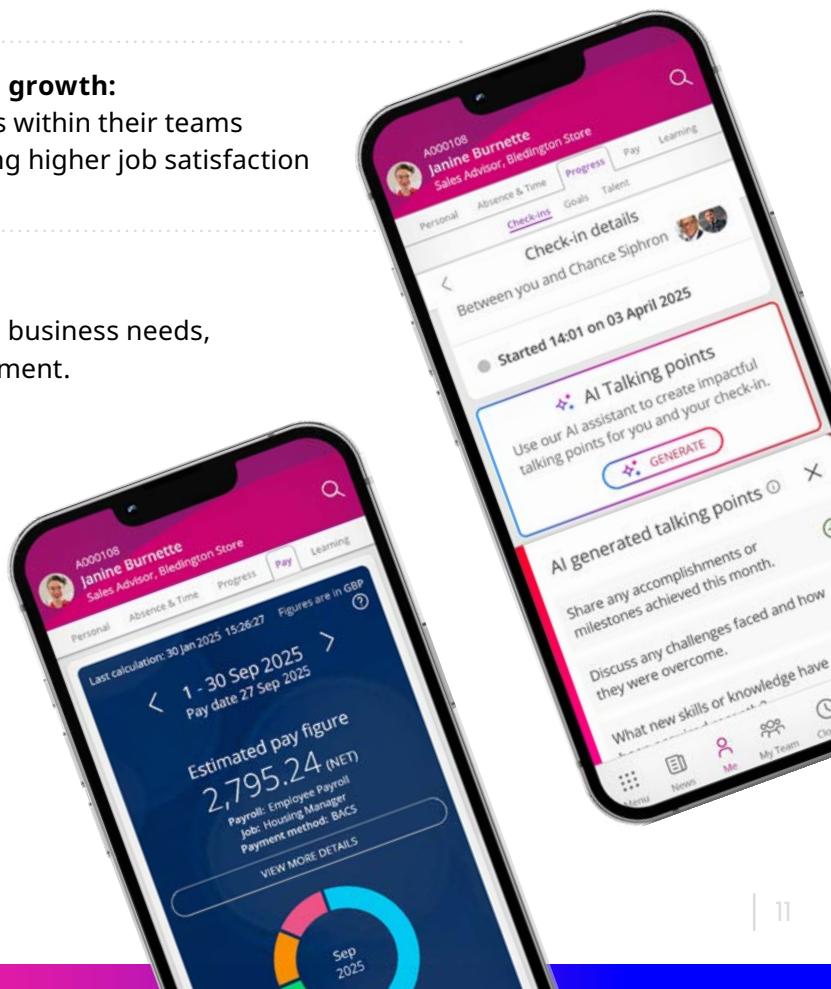 growth:
s within their teams
ng higher job satisfaction
business needs,
ment.
A000108
Janine Burnette
Sales Advisor, Bledington Store
Personal Absence & Time Progress Pay Learning
Check-ins Goals Talent
Check-in details
Between you and Chance Siphron
Started 14:01 on 03 April 2025
AI Talking points
Use our AI assistant to create impactful
talking points for you and your check-in.
GENERATE
AI generated talking points
Share any accomplishments or
milestones achieved this month.
Discuss any challenges faced and how
they were overcome.
What new skills or knowledge have
Menu News Me My Team Clo
A000108
Janine Burnette
Sales Advisor, Bledington Store
Personal Absence & Time Progress Pay Learning
Last calculation: 30 Jan 2025 15:26:27 Figures are in GBP
1 - 30 Sep 2025
Pay date 27 Sep 2025
Estimated pay figure
2,795.24 (NET)
Payroll: Employee Payroll
Job: Housing Manager
Payment method: BACS
VIEW MORE DETAILS
Sep
2025
11